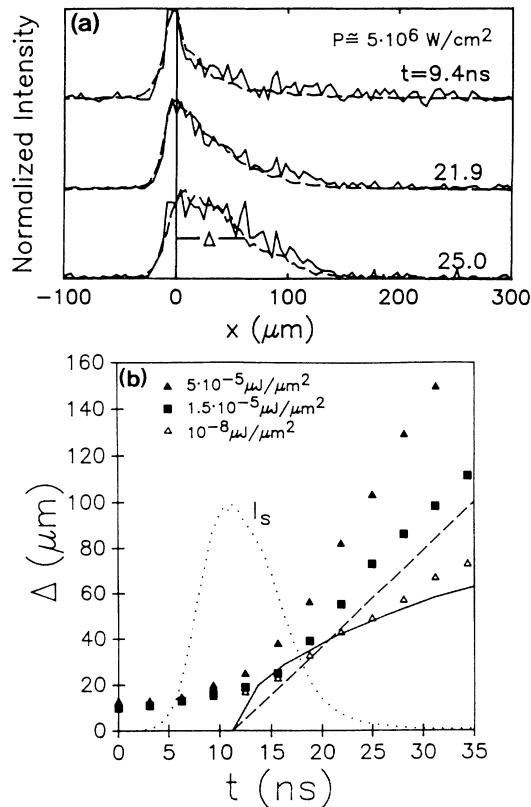 (a)
P≅ 5·10⁶ W/cm²
t=9.4ns
21.9
25.0
Δ
Normalized Intensity
−100 0 100 200 300
x (μm)
(b)
▲ 5·10⁻⁵μJ/μm²
■ 1.5·10⁻⁵μJ/μm²
△ 10⁻⁸μJ/μm²
I_s
Δ (μm)
160
140
120
100
80
60
40
20
0
0 5 10 15 20 25 30 35
t (ns)